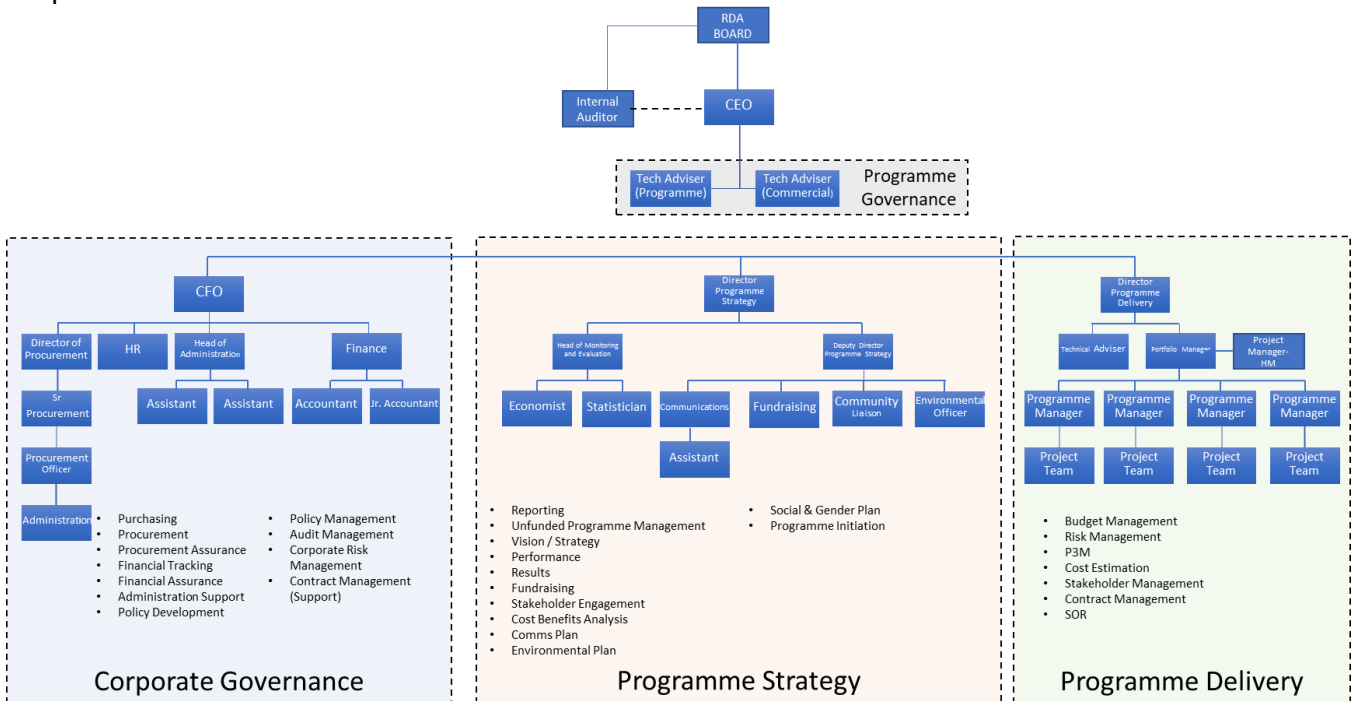 RDA
BOARD
Internal
Auditor
CEO
Tech Adviser
(Programme)
Tech Adviser
(Commercial)
Programme
Governance
CFO
Director of
Procurement
HR
Head of
Administration
Finance
Sr
Procurement
Assistant
Assistant
Accountant
Jr. Accountant
Procurement
Officer
Administration
• Purchasing
• Procurement
• Procurement Assurance
• Financial Tracking
• Financial Assurance
• Administration Support
• Policy Development
• Policy Management
• Audit Management
• Corporate Risk
Management
• Contract Management
(Support)
Corporate Governance
Director
Programme
Strategy
Head of Monitoring
and Evaluation
Deputy Director
Programme Strategy
Economist
Statistician
Communications
Fundraising
Community
Liaison
Environmental
Officer
Assistant
• Reporting
• Unfunded Programme Management
• Vision / Strategy
• Performance
• Results
• Fundraising
• Stakeholder Engagement
• Cost Benefits Analysis
• Comms Plan
• Environmental Plan
• Social & Gender Plan
• Programme Initiation
Programme Strategy
Director
Programme
Delivery
Technical Adviser
Portfolio Manager
Project
Manager-
HM
Programme
Manager
Programme
Manager
Programme
Manager
Programme
Manager
Project
Team
Project
Team
Project
Team
Project
Team
• Budget Management
• Risk Management
• P3M
• Cost Estimation
• Stakeholder Management
• Contract Management
• SOR
Programme Delivery